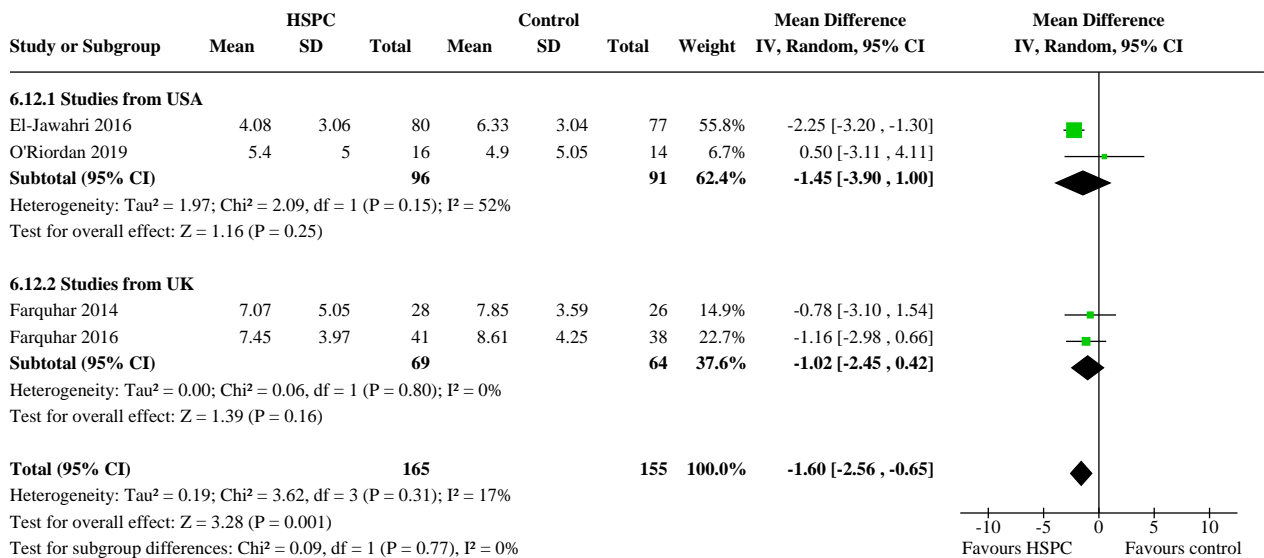 HSPC Control Mean Difference Mean Difference
Study or Subgroup Mean SD Total Mean SD Total Weight IV, Random, 95% CI IV, Random, 95% CI
6.12.1 Studies from USA
El-Jawahri 2016 4.08 3.06 80 6.33 3.04 77 55.8% -2.25 [-3.20 , -1.30]
O'Riordan 2019 5.4 5 16 4.9 5.05 14 6.7% 0.50 [-3.11 , 4.11]
Subtotal (95% CI) 96 91 62.4% -1.45 [-3.90 , 1.00]
Heterogeneity: Tau² = 1.97; Chi² = 2.09, df = 1 (P = 0.15); I² = 52%
Test for overall effect: Z = 1.16 (P = 0.25)
6.12.2 Studies from UK
Farquhar 2014 7.07 5.05 28 7.85 3.59 26 14.9% -0.78 [-3.10 , 1.54]
Farquhar 2016 7.45 3.97 41 8.61 4.25 38 22.7% -1.16 [-2.98 , 0.66]
Subtotal (95% CI) 69 64 37.6% -1.02 [-2.45 , 0.42]
Heterogeneity: Tau² = 0.00; Chi² = 0.06, df = 1 (P = 0.80); I² = 0%
Test for overall effect: Z = 1.39 (P = 0.16)
Total (95% CI) 165 155 100.0% -1.60 [-2.56 , -0.65]
Heterogeneity: Tau² = 0.19; Chi² = 3.62, df = 3 (P = 0.31); I² = 17%
Test for overall effect: Z = 3.28 (P = 0.001)
-10 -5 0 5 10
Test for subgroup differences: Chi² = 0.09, df = 1 (P = 0.77), I² = 0%
Favours HSPC Favours control